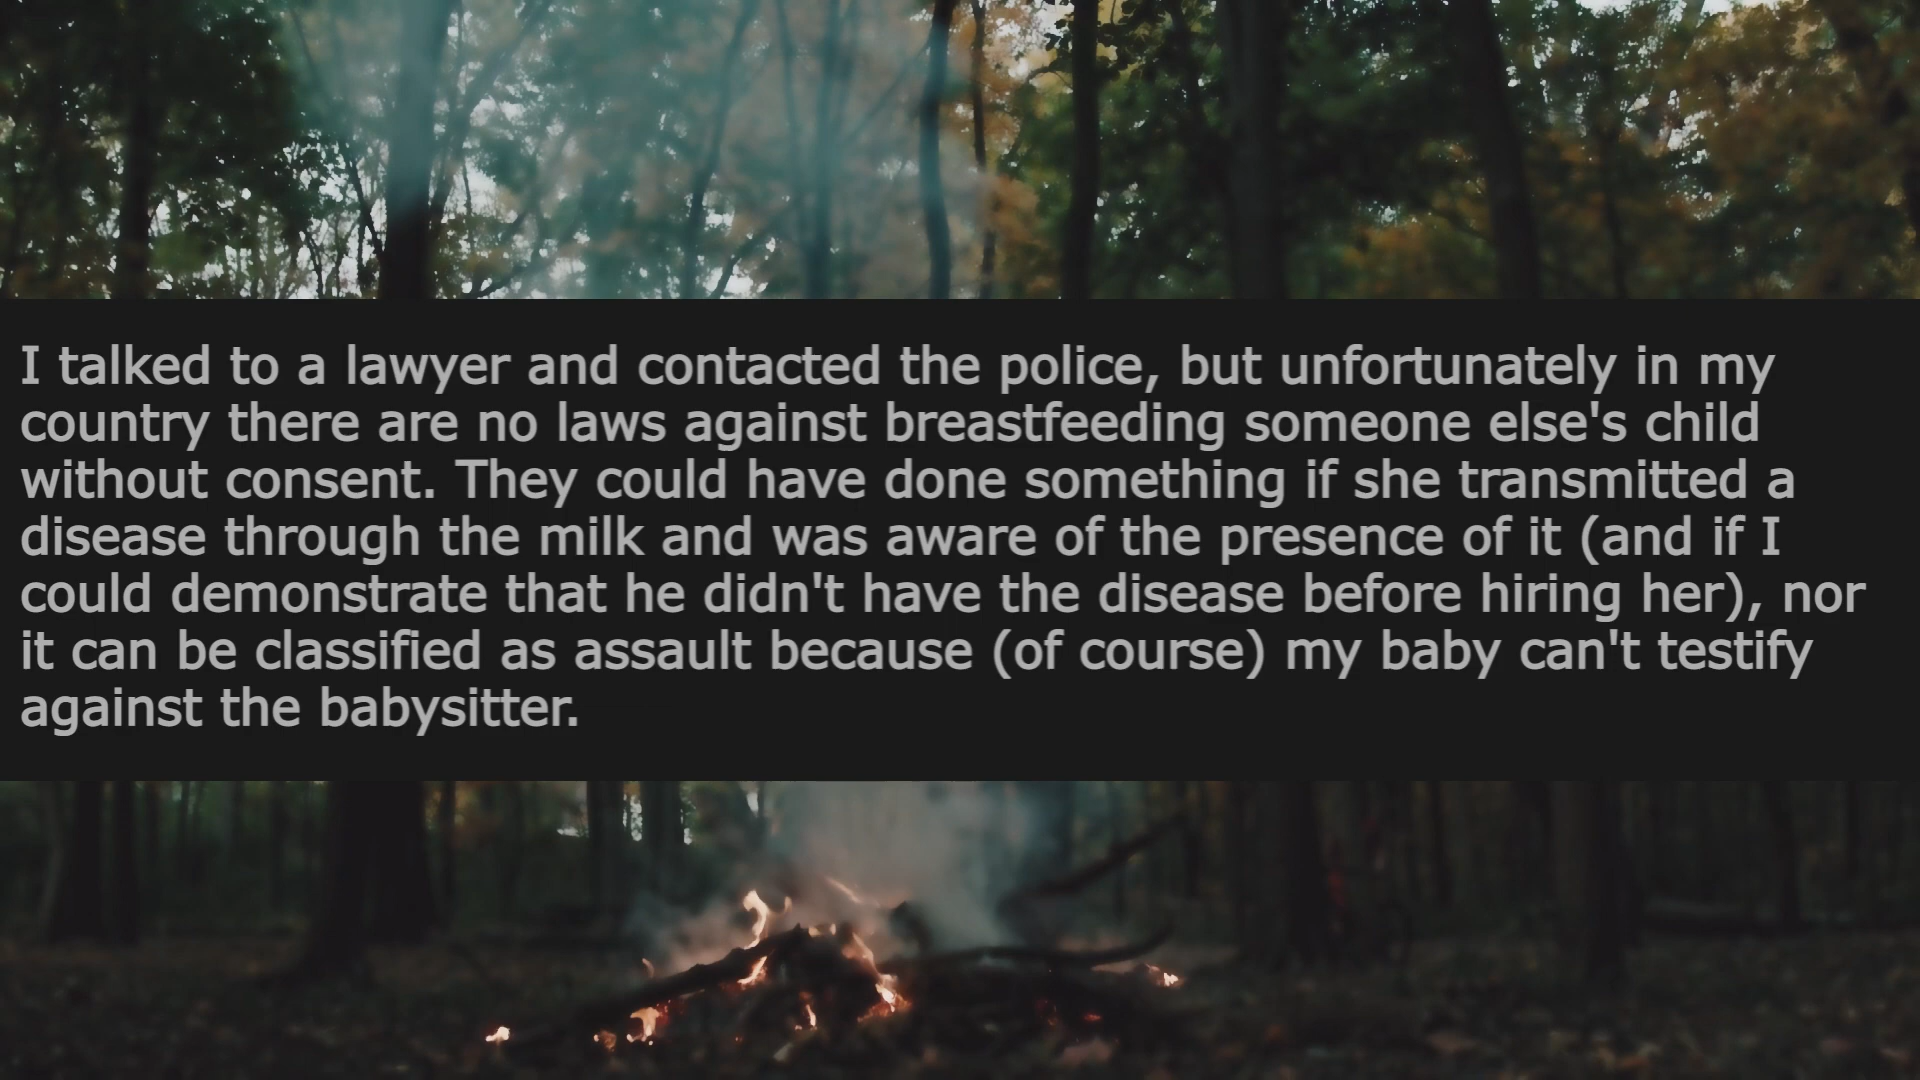 I talked to a lawyer and contacted the police, but unfortunately in my
country there are no laws against breastfeeding someone else's child
without consent. They could have done something if she transmitted a
disease through the milk and was aware of the presence of it (and if I
could demonstrate that he didn't have the disease before hiring her), nor
it can be classified as assault because (of course) my baby can't testify
against the babysitter.